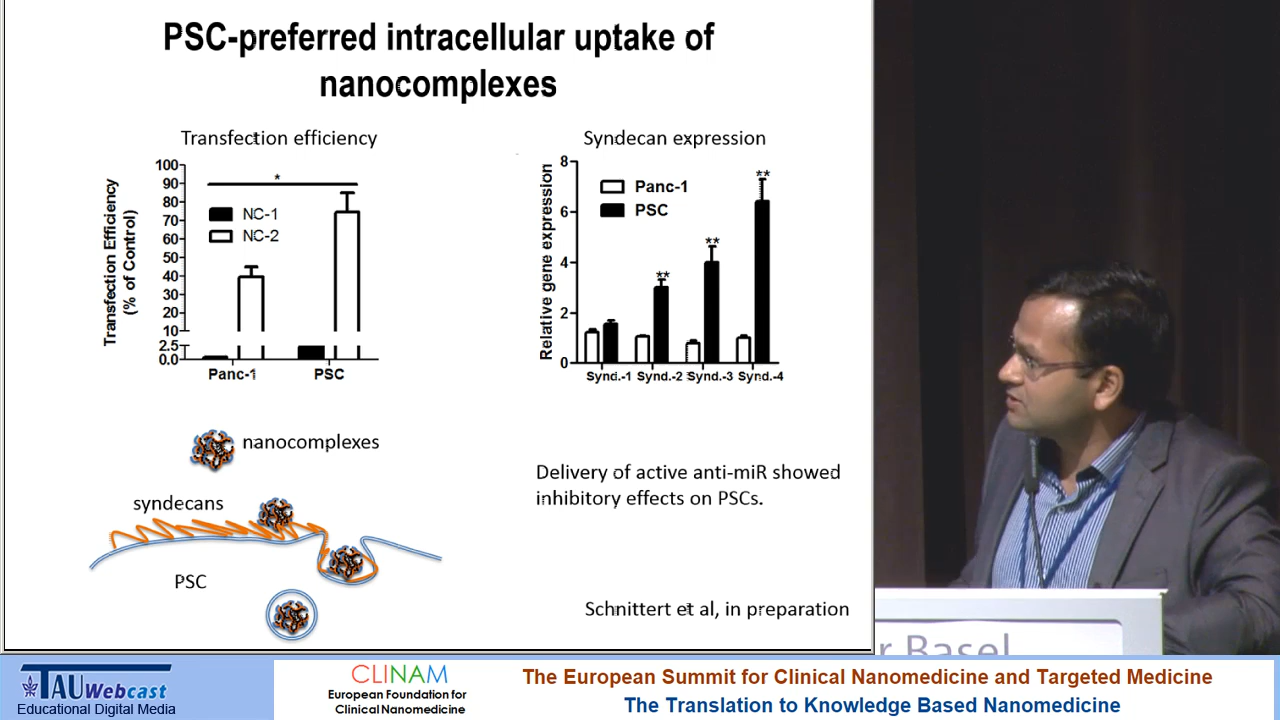 PSC-preferred intracellular uptake of
nanocomplexes
Transfection efficiency
Transfection Efficiency
(% of Control)
100
90
80
70
60
50
40
30
20
10
2.5
0.0
*
NC-1
NC-2
Panc-1
PSC
Syndecan expression
Relative gene expression
8
6
4
2
0
Panc-1
PSC
**
**
**
Synd.-1
Synd.-2
Synd.-3
Synd.-4
nanocomplexes
syndecans
PSC
Delivery of active anti-miR showed
inhibitory effects on PSCs.
Schnittert et al, in preparation
r Basel
TAU Webcast
Educational Digital Media
CLINAM
European Foundation for
Clinical Nanomedicine
The European Summit for Clinical Nanomedicine and Targeted Medicine
The Translation to Knowledge Based Nanomedicine